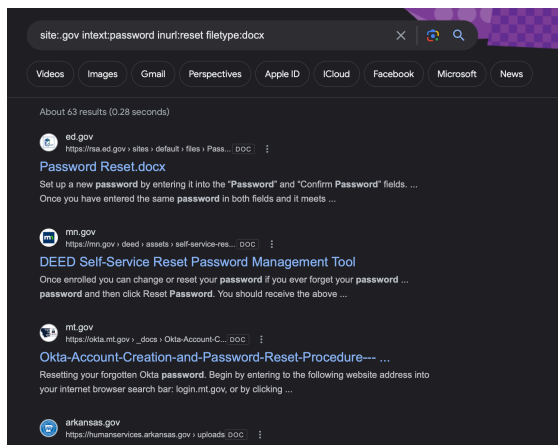 site:.gov intext:password inurl:reset filetype:docx
Videos Images Gmail Perspectives Apple ID ICloud Facebook Microsoft News
About 63 results (0.28 seconds)
ed.gov
https://rsa.ed.gov › sites › default › files › Pass... DOC
Password Reset.docx
Set up a new password by entering it into the "Password" and "Confirm Password" fields. ...
Once you have entered the same password in both fields and it meets ...
mn.gov
https://mn.gov › deed › assets › self-service-res... DOC
DEED Self-Service Reset Password Management Tool
Once enrolled you can change or reset your password if you ever forget your password ...
password and then click Reset Password. You should receive the above ...
mt.gov
https://okta.mt.gov › _docs › Okta-Account-C... DOC
Okta-Account-Creation-and-Password-Reset-Procedure--- ...
Resetting your forgotten Okta password. Begin by entering to the following website address into
your internet browser search bar: login.mt.gov, or by clicking ...
arkansas.gov
https://humanservices.arkansas.gov › uploads DOC